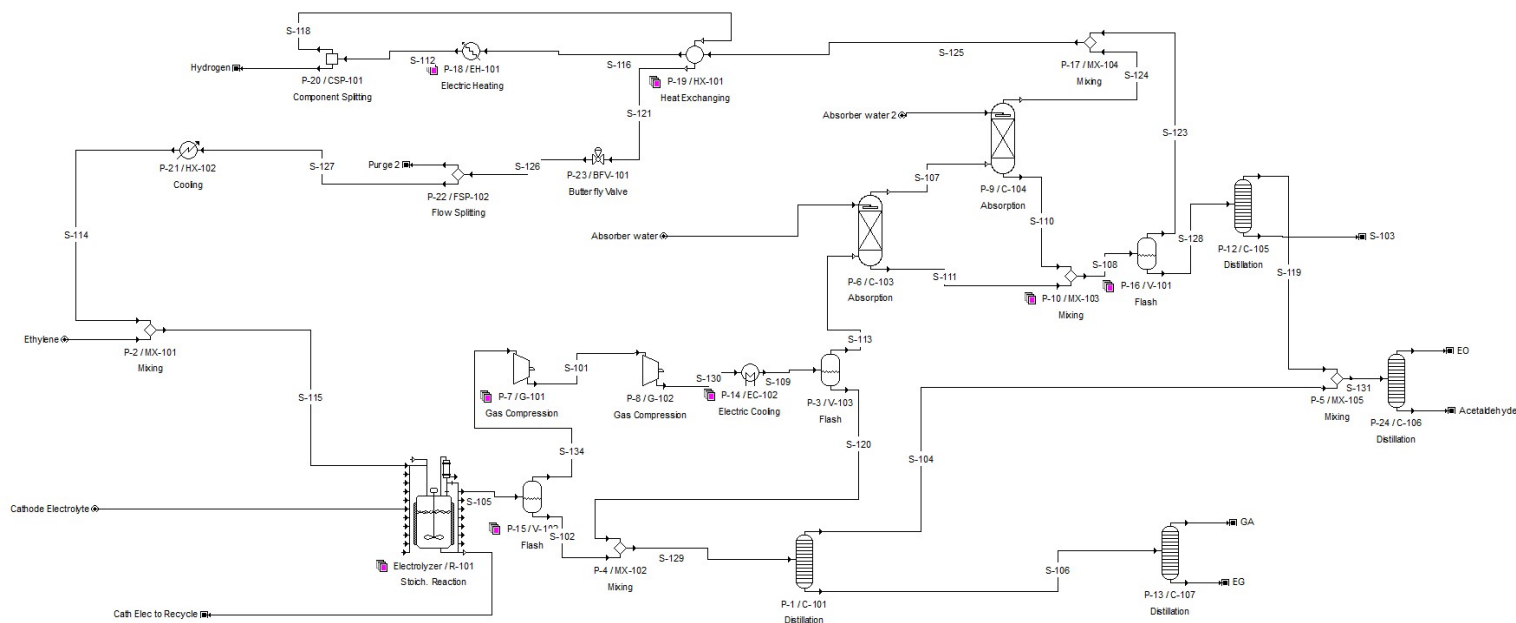 S-118
Hydrogen
P-20 / CSP-101
Component Splitting
S-112
P-18 / EH-101
Electric Heating
S-116
P-19 / HX-101
Heat Exchanging
S-125
P-17 / MX-104
Mixing
S-124
S-121
Absorber water 2
S-123
P-21 / HX-102
Cooling
S-127
Purge 2
P-22 / FSP-102
Flow Splitting
S-126
P-23 / BFV-101
Butterfly Valve
S-107
P-9 / C-104
Absorption
S-114
Absorber water
S-110
S-128
P-12 / C-105
Distillation
S-103
P-6 / C-103
Absorption
S-111
P-10 / MX-103
Mixing
S-108
P-16 / V-101
Flash
S-119
Ethylene
P-2 / MX-101
Mixing
S-115
P-7 / G-101
Gas Compression
S-101
P-8 / G-102
Gas Compression
S-130
P-14 / EC-102
Electric Cooling
S-109
S-113
P-3 / V-103
Flash
EO
S-131
P-5 / MX-105
Mixing
Acetaldehyde
P-24 / C-106
Distillation
S-134
S-120
S-104
Cathode Electrolyte
S-105
P-15 / V-102
Flash
S-102
Electrolyzer / R-101
Stoich. Reaction
P-4 / MX-102
Mixing
S-129
P-1 / C-101
Distillation
S-106
GA
EG
P-13 / C-107
Distillation
Cath Elec to Recycle